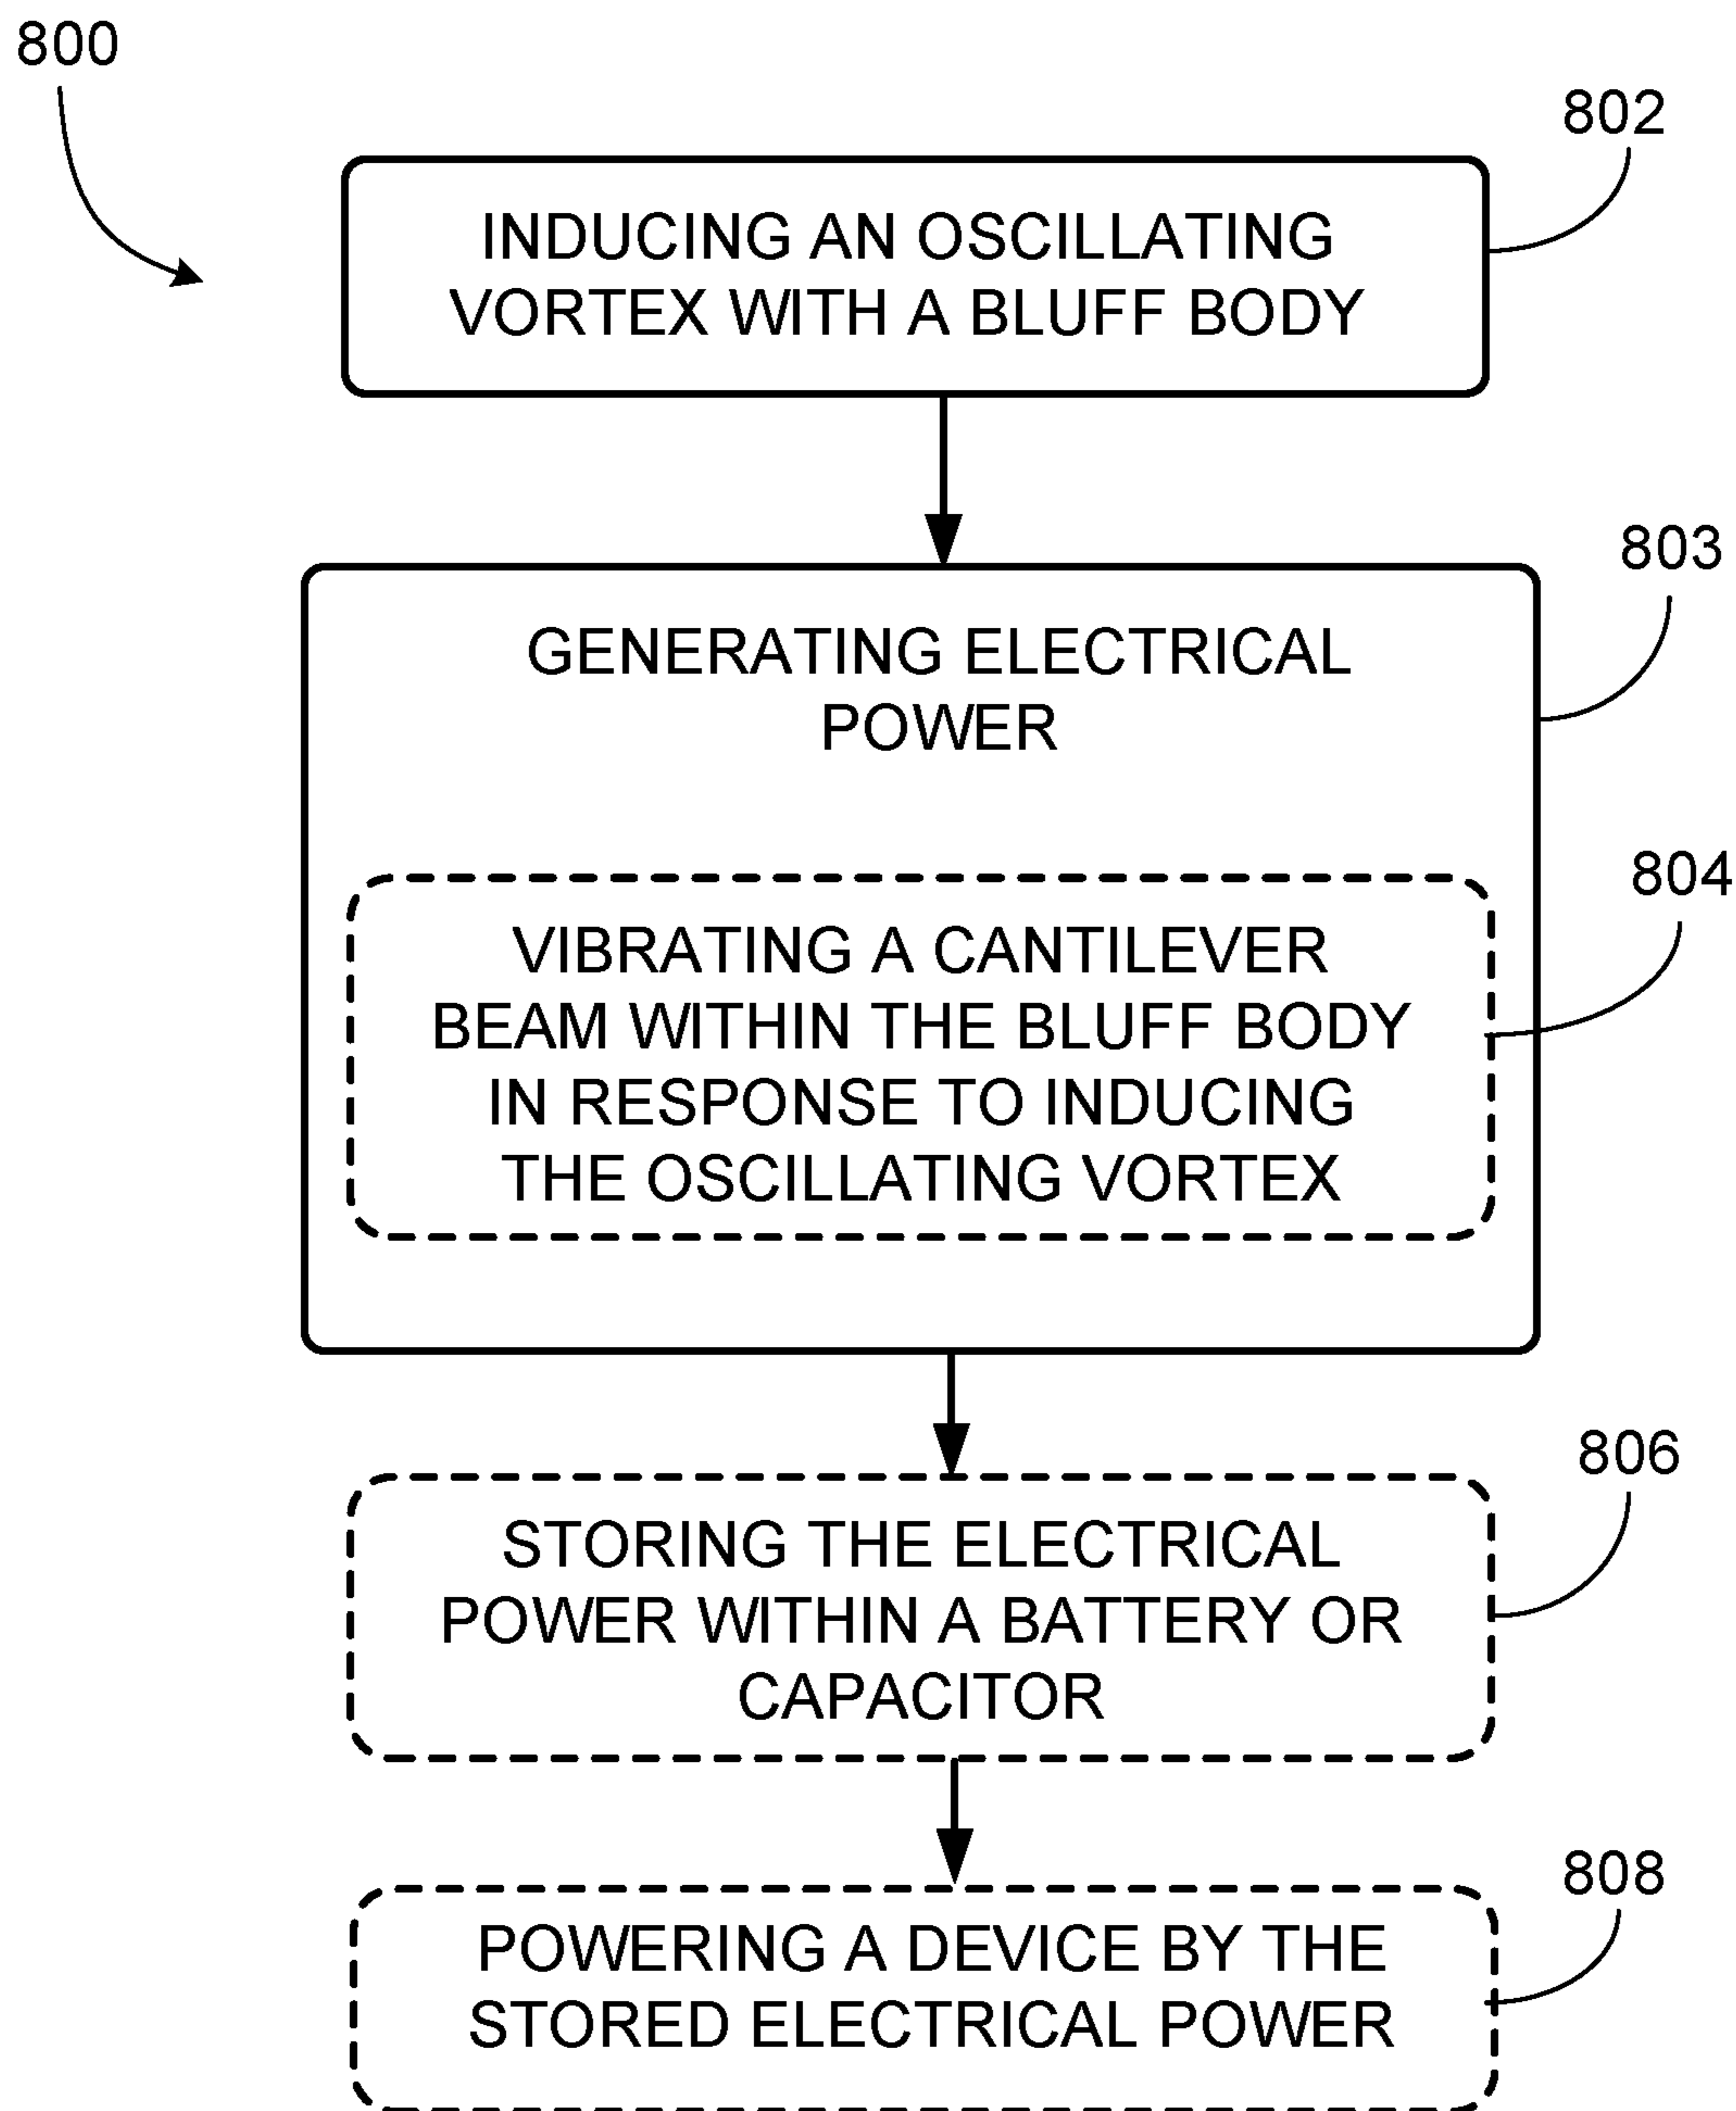 800
802
INDUCING AN OSCILLATING
VORTEX WITH A BLUFF BODY
803
GENERATING ELECTRICAL
POWER
804
VIBRATING A CANTILEVER
BEAM WITHIN THE BLUFF BODY
IN RESPONSE TO INDUCING
THE OSCILLATING VORTEX
806
STORING THE ELECTRICAL
POWER WITHIN A BATTERY OR
CAPACITOR
808
POWERING A DEVICE BY THE
STORED ELECTRICAL POWER